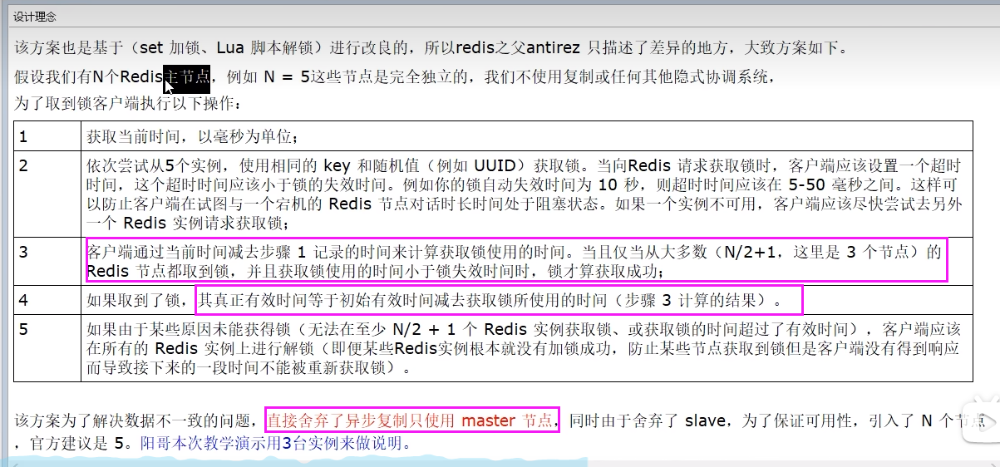 设计理念
该方案也是基于（set 加锁、Lua 脚本解锁）进行改良的，所以redis之父antirez 只描述了差异的地方，大致方案如下。
假设我们有N个Redis主节点，例如 N = 5这些节点是完全独立的，我们不使用复制或任何其他隐式协调系统，
为了取到锁客户端执行以下操作：
1 获取当前时间，以毫秒为单位；
2 依次尝试从5个实例，使用相同的 key 和随机值（例如 UUID）获取锁。当向Redis 请求获取锁时，客户端应该设置一个超时
时间，这个超时时间应该小于锁的失效时间。例如你的锁自动失效时间为 10 秒，则超时时间应该在 5-50 毫秒之间。这样可
以防止客户端在试图与一个宕机的 Redis 节点对话时长时间处于阻塞状态。如果一个实例不可用，客户端应该尽快尝试去另外
一个 Redis 实例请求获取锁；
3 客户端通过当前时间减去步骤 1 记录的时间来计算获取锁使用的时间。当且仅当从大多数（N/2+1，这里是 3 个节点）的
Redis 节点都取到锁，并且获取锁使用的时间小于锁失效时间时，锁才算获取成功；
4 如果取到了锁，其真正有效时间等于初始有效时间减去获取锁所使用的时间（步骤 3 计算的结果）。
5 如果由于某些原因未能获得锁（无法在至少 N/2 + 1 个 Redis 实例获取锁、或获取锁的时间超过了有效时间），客户端应该
在所有的 Redis 实例上进行解锁（即便某些Redis实例根本就没有加锁成功，防止某些节点获取到锁但是客户端没有得到响应
而导致接下来的一段时间不能被重新获取锁）。
该方案为了解决数据不一致的问题，直接舍弃了异步复制只使用 master 节点，同时由于舍弃了 slave，为了保证可用性，引入了 N 个节点
，官方建议是 5。阳哥本次教学演示用3台实例来做说明。